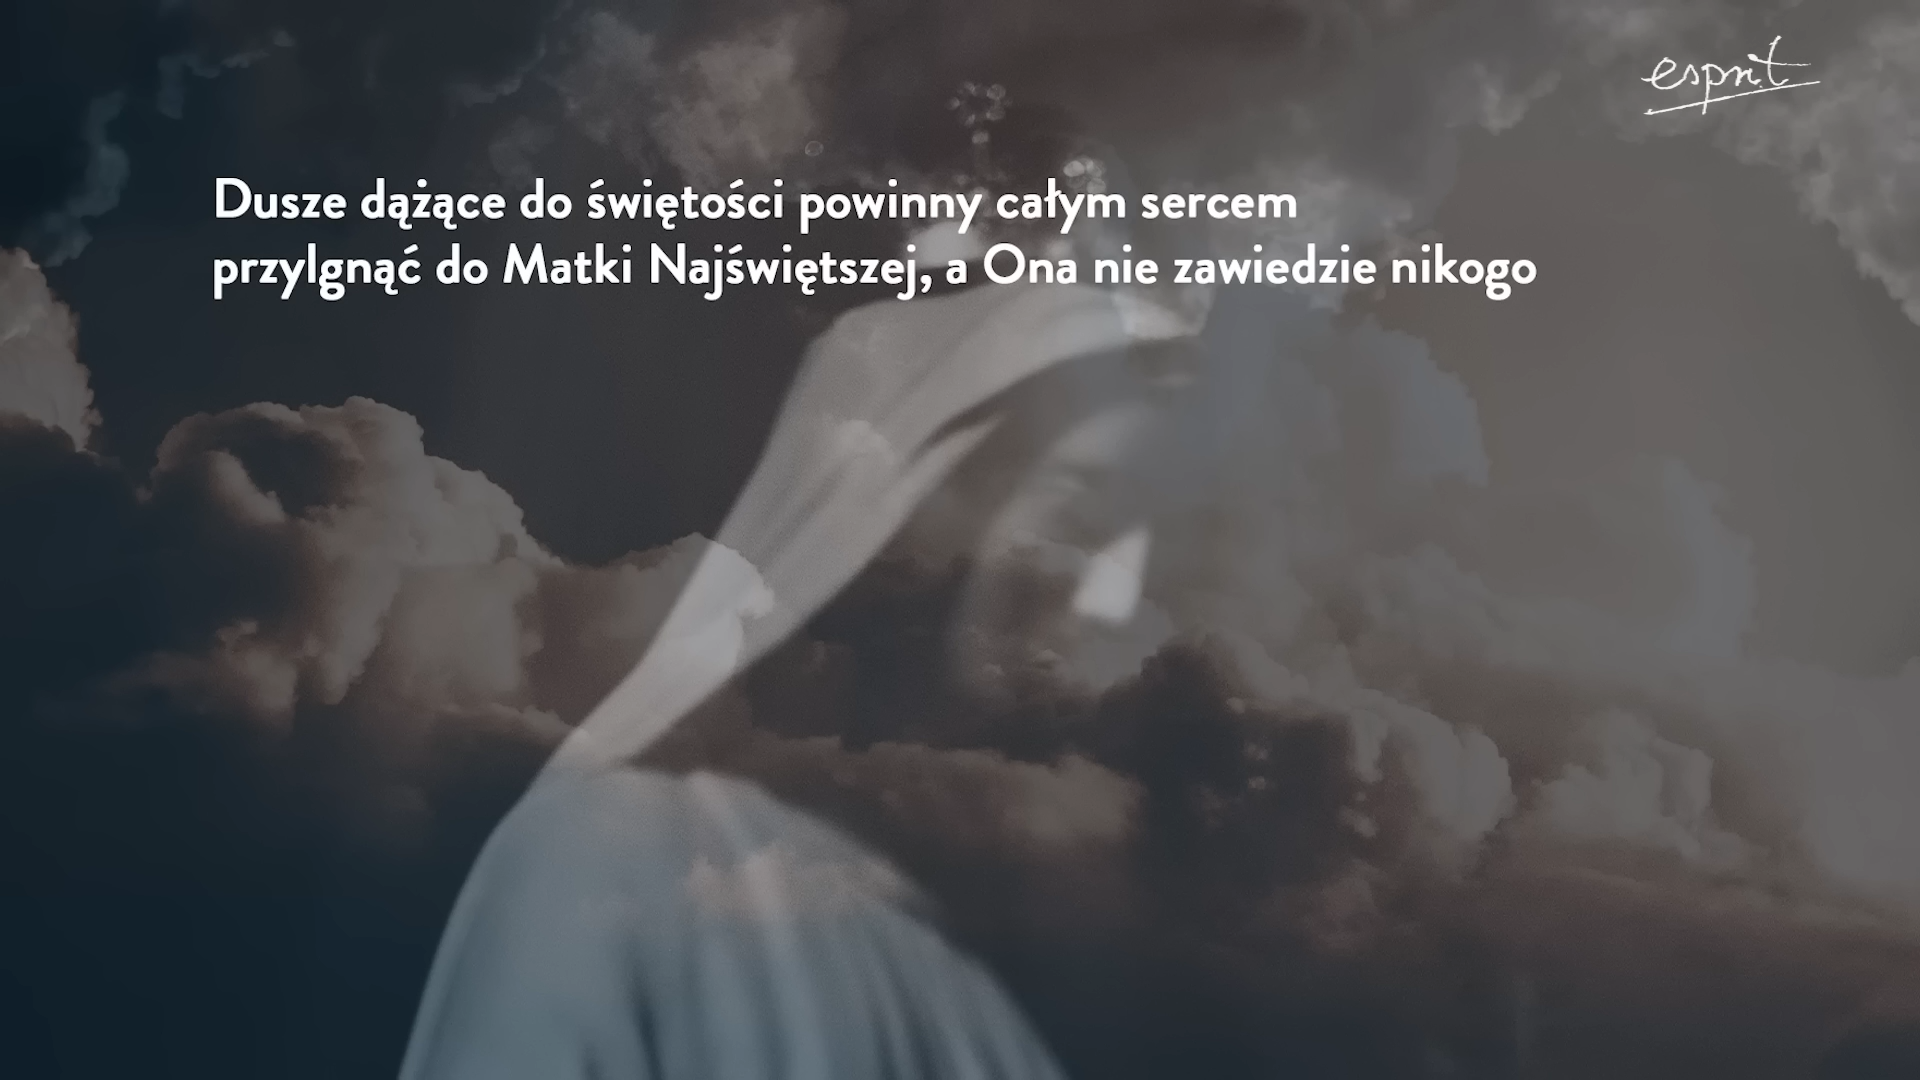 esprit
Dusze dążące do świętości powinny całym sercem
przylgnąć do Matki Najświętszej, a Ona nie zawiedzie nikogo